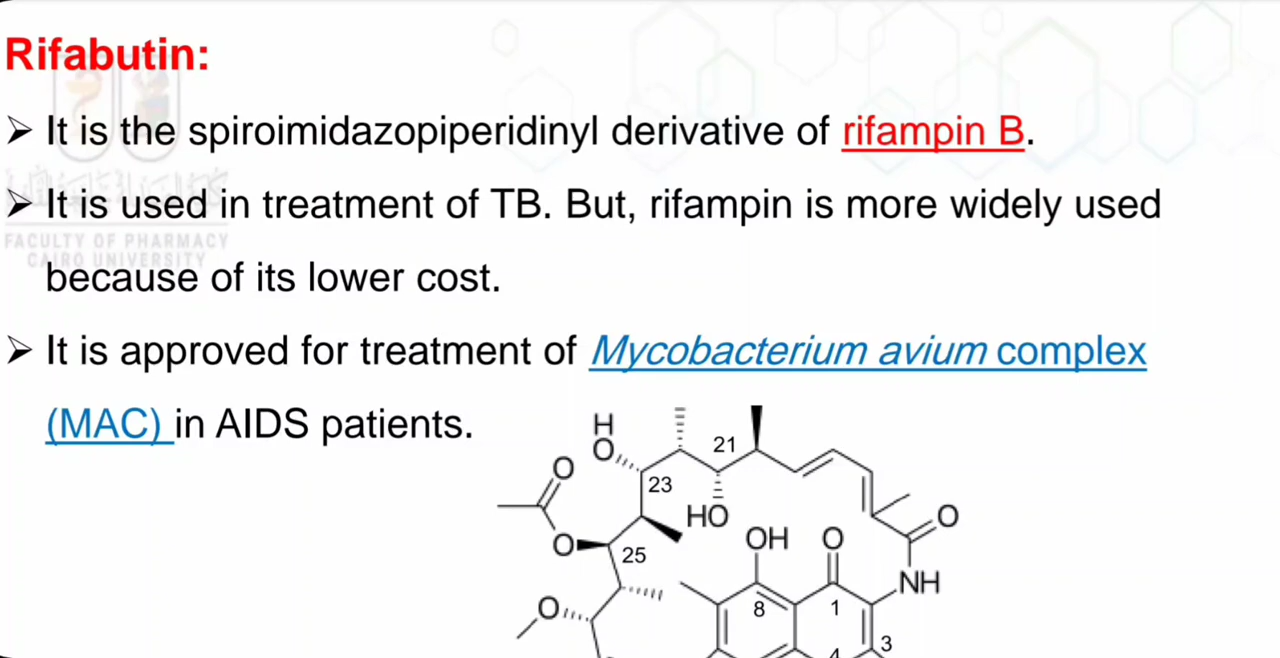 Rifabutin:
➢ It is the spiroimidazopiperidinyl derivative of rifampin B.
➢ It is used in treatment of TB. But, rifampin is more widely used
FACULTY OF PHARMACY
CAIRO UNIVERSITY
because of its lower cost.
➢ It is approved for treatment of Mycobacterium avium complex
(MAC) in AIDS patients.
H
O
21
O
23
HO
O
OH
O
O
25
NH
O
8
1
3
4